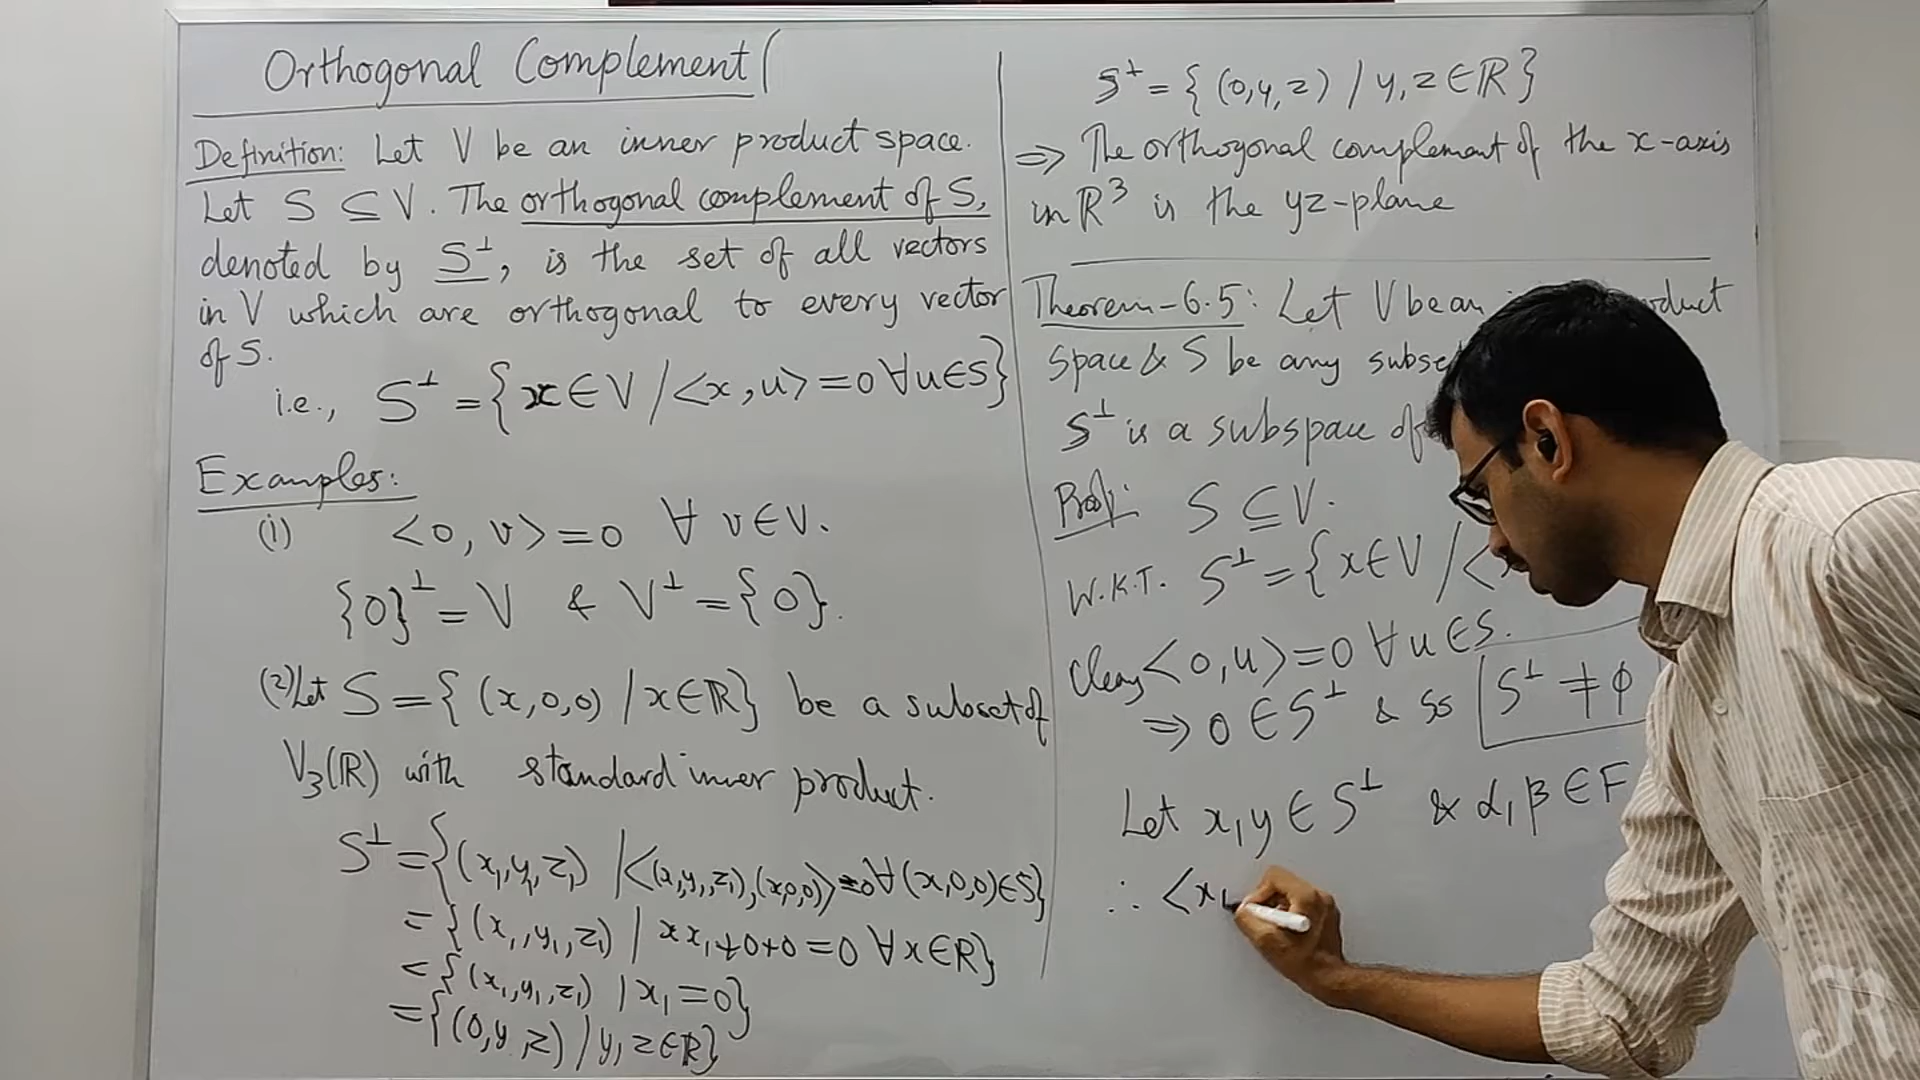 Orthogonal Complement (
Definition: Let V be an inner product space.
Let S ⊆ V. The orthogonal complement of S,
denoted by S⊥, is the set of all vectors
in V which are orthogonal to every vector
of S.
i.e., S⊥ = {x ∈ V / <x, u> = 0 ∀ u ∈ S}
Examples:
(1) <0, v> = 0 ∀ v ∈ V.
{0}⊥ = V & V⊥ = {0}.
(2) Let S = {(x, 0, 0) / x ∈ ℝ} be a subset of
V₃(ℝ) with standard inner product.
S⊥ = {(x₁, y₁, z₁) / <(x₁, y₁, z₁), (x, 0, 0)> = 0 ∀ (x, 0, 0) ∈ S}
= {(x₁, y₁, z₁) / x x₁ + 0 + 0 = 0 ∀ x ∈ ℝ}
= {(x₁, y₁, z₁) / x₁ = 0}
= {(0, y, z) / y, z ∈ ℝ}
S⊥ = {(0, y, z) / y, z ∈ ℝ}
⇒ The orthogonal complement of the x-axis
in ℝ³ is the yz-plane
Theorem-6.5: Let V be an
space & S be any
S⊥ is a subspace of
Proof: S ⊆ V.
W.K.T. S⊥ = {x ∈ V / <
<0, u> = 0 ∀ u ∈ S.
⇒ 0 ∈ S⊥ & so S⊥ ≠ φ
Let x, y ∈ S⊥ & α, β ∈ F
∴ <x,